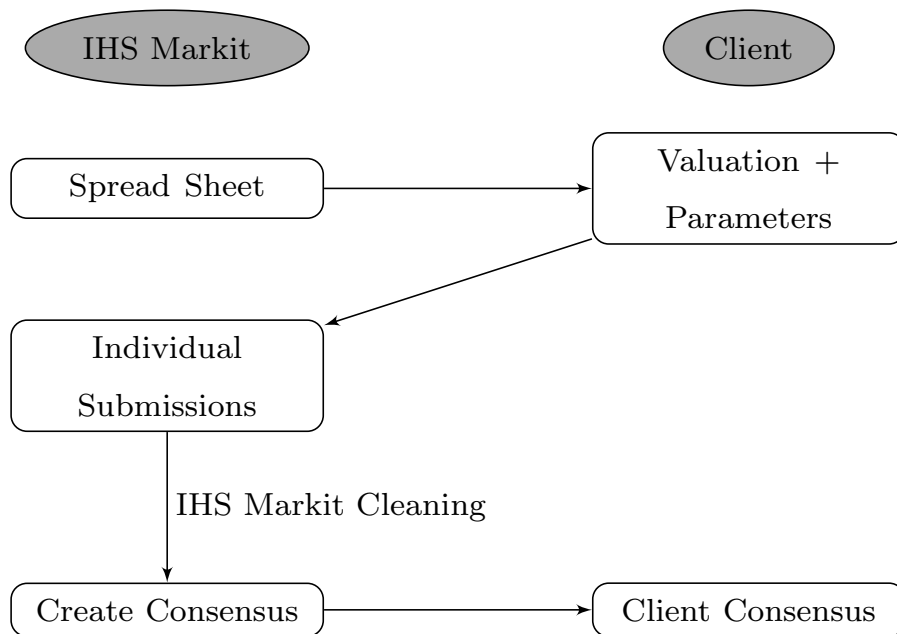 IHS Markit
Client
Spread Sheet
Valuation +
Parameters
Individual
Submissions
IHS Markit Cleaning
Create Consensus
Client Consensus